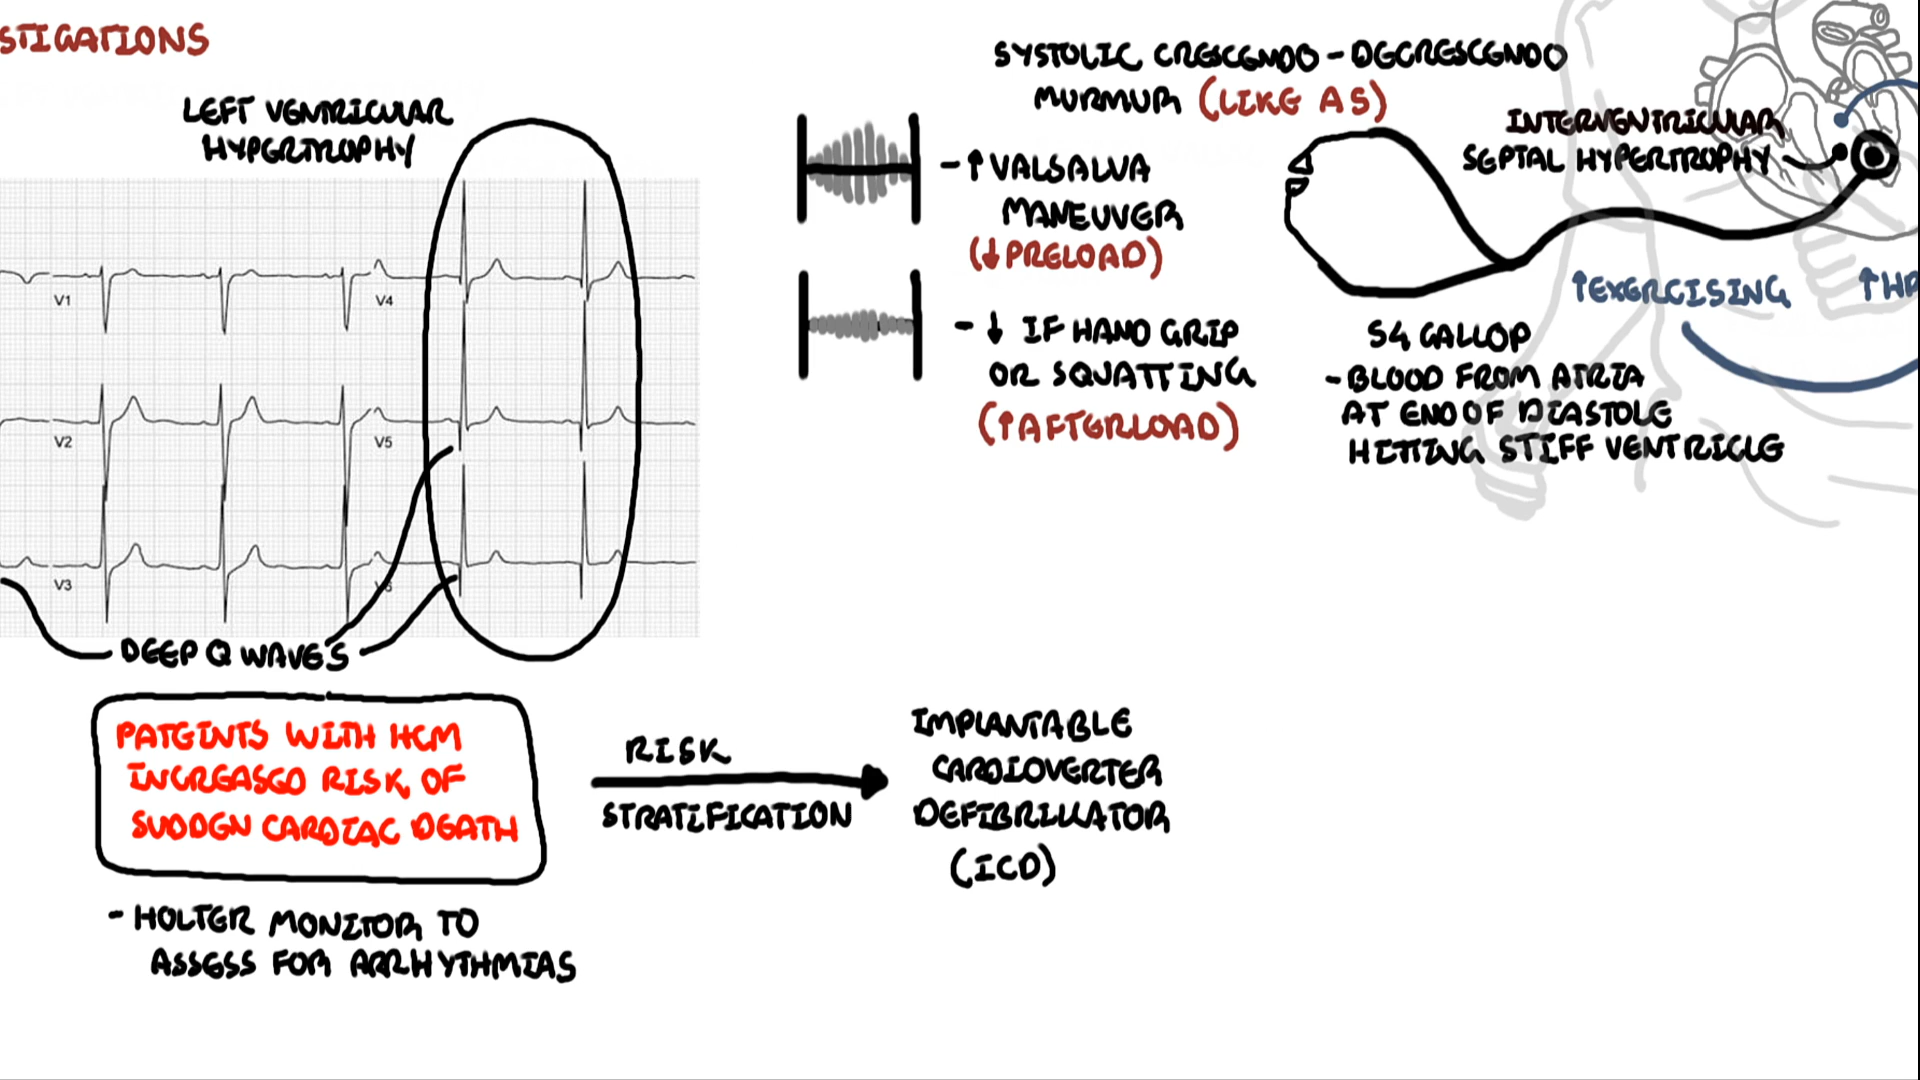 STIGATIONS
LEFT VENTRICULAR
HYPERTROPHY
V1
V4
V2
V5
V3
DEEP Q WAVES
PATEINTS WITH HCM
INCREASED RISK OF
SUDDEN CARDIAC DEATH
- HOLTER MONITOR TO
ASSESS FOR ARRHYTHMIAS
RISK
STRATIFICATION
IMPLANTABLE
CARDIOVERTER
DEFIBRILLATOR
(ICD)
SYSTOLIC CRESCENDO - DECRESCENDO
MURMUR (LIKE AS)
- ↑ VALSALVA
MANEUVER
(↓ PRELOAD)
- ↓ IF HAND GRIP
OR SQUATTING
(↑ AFTERLOAD)
INTERVENTRICULAR
SEPTAL HYPERTROPHY
↑ EXERCISING
↑ HR
S4 GALLOP
- BLOOD FROM ATRIA
AT END OF DIASTOLE
HITTING STIFF VENTRICLE